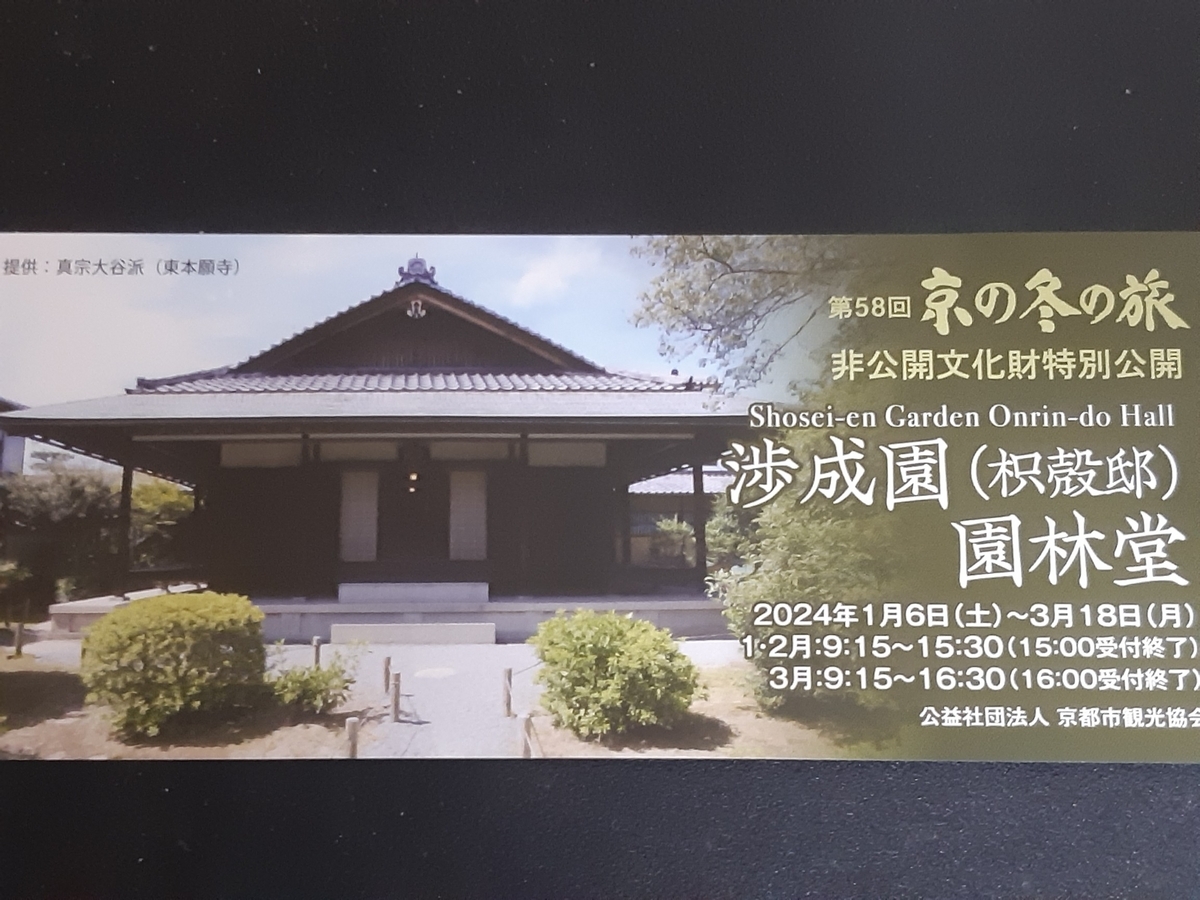 提供：真宗大谷派（東本願寺）
第58回 京の冬の旅
非公開文化財特別公開
Shosei-en Garden Onrin-do Hall
渉成園（枳殻邸）
園林堂
2024年1月6日（土）～3月18日（月）
1・2月：9：15～15：30（15：00受付終了）
3月：9：15～16：30（16：00受付終了）
公益社団法人 京都市観光協会